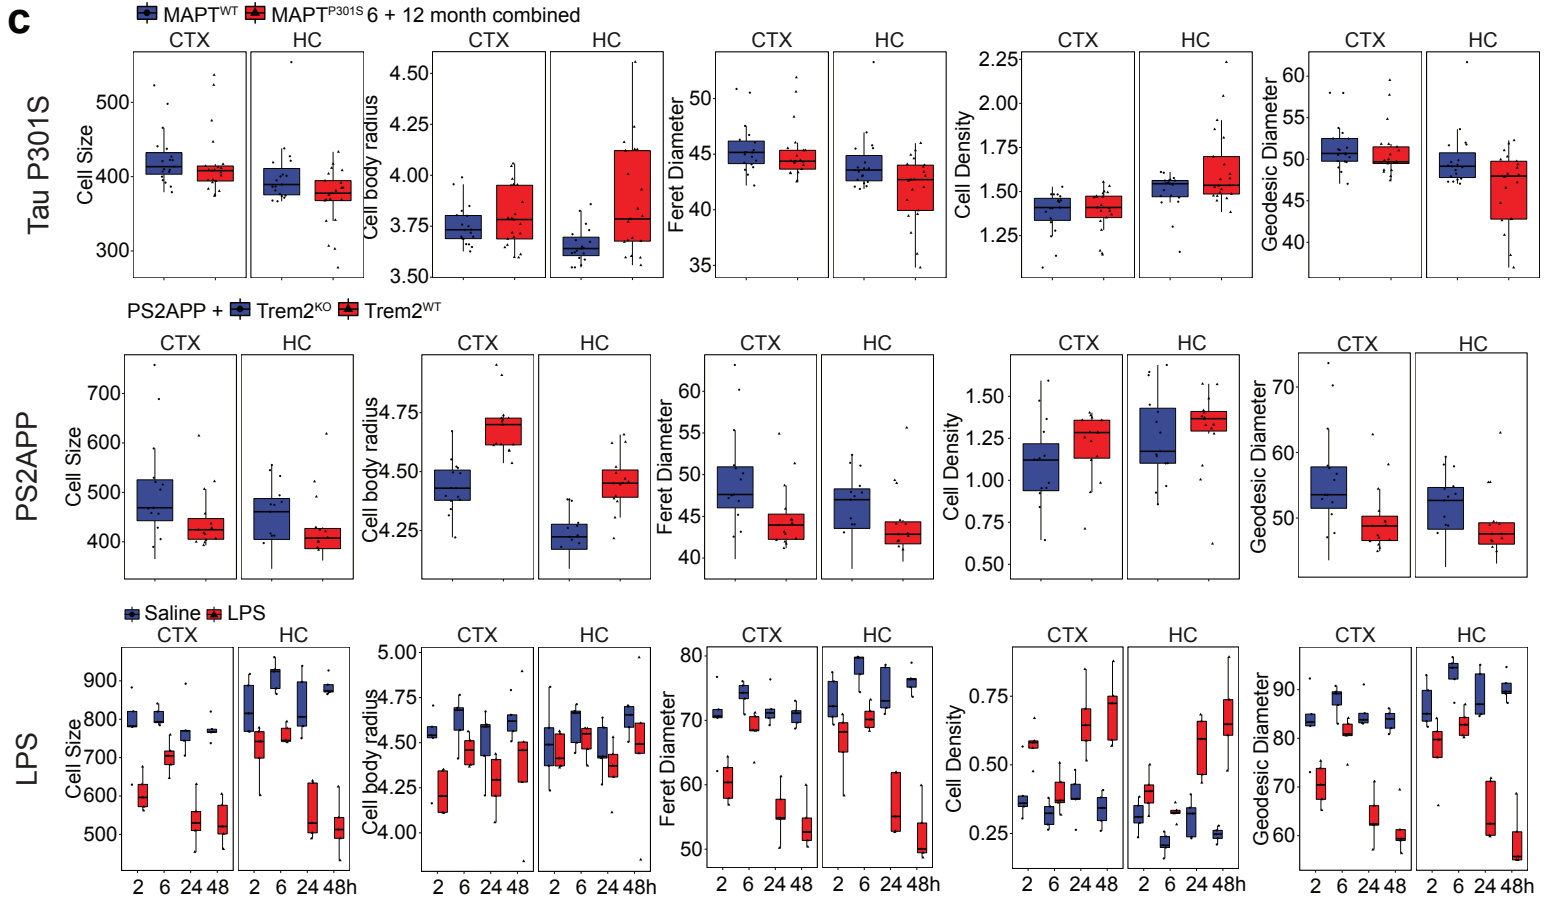 c
MAPTWT MAPTP301S 6 + 12 month combined
Tau P301S
CTX HC CTX HC CTX HC CTX HC CTX HC
Cell Size
500
400
300
Cell body radius
4.50
4.25
4.00
3.75
3.50
Feret Diameter
50
45
40
35
Cell Density
2.25
2.00
1.75
1.50
1.25
Geodesic Diameter
60
55
50
45
40
PS2APP + Trem2KO Trem2WT
PS2APP
CTX HC CTX HC CTX HC CTX HC CTX HC
Cell Size
700
600
500
400
Cell body radius
4.75
4.50
4.25
Feret Diameter
60
55
50
45
40
Cell Density
1.50
1.25
1.00
0.75
0.50
Geodesic Diameter
70
60
50
Saline LPS
LPS
CTX HC CTX HC CTX HC CTX HC CTX HC
Cell Size
900
800
700
600
500
Cell body radius
5.00
4.75
4.50
4.25
4.00
Feret Diameter
80
70
60
50
Cell Density
0.75
0.50
0.25
Geodesic Diameter
90
80
70
60
2 6 24 48 2 6 24 48h 2 6 24 48 2 6 24 48h 2 6 24 48 2 6 24 48h 2 6 24 48 2 6 24 48h 2 6 24 48 2 6 24 48h